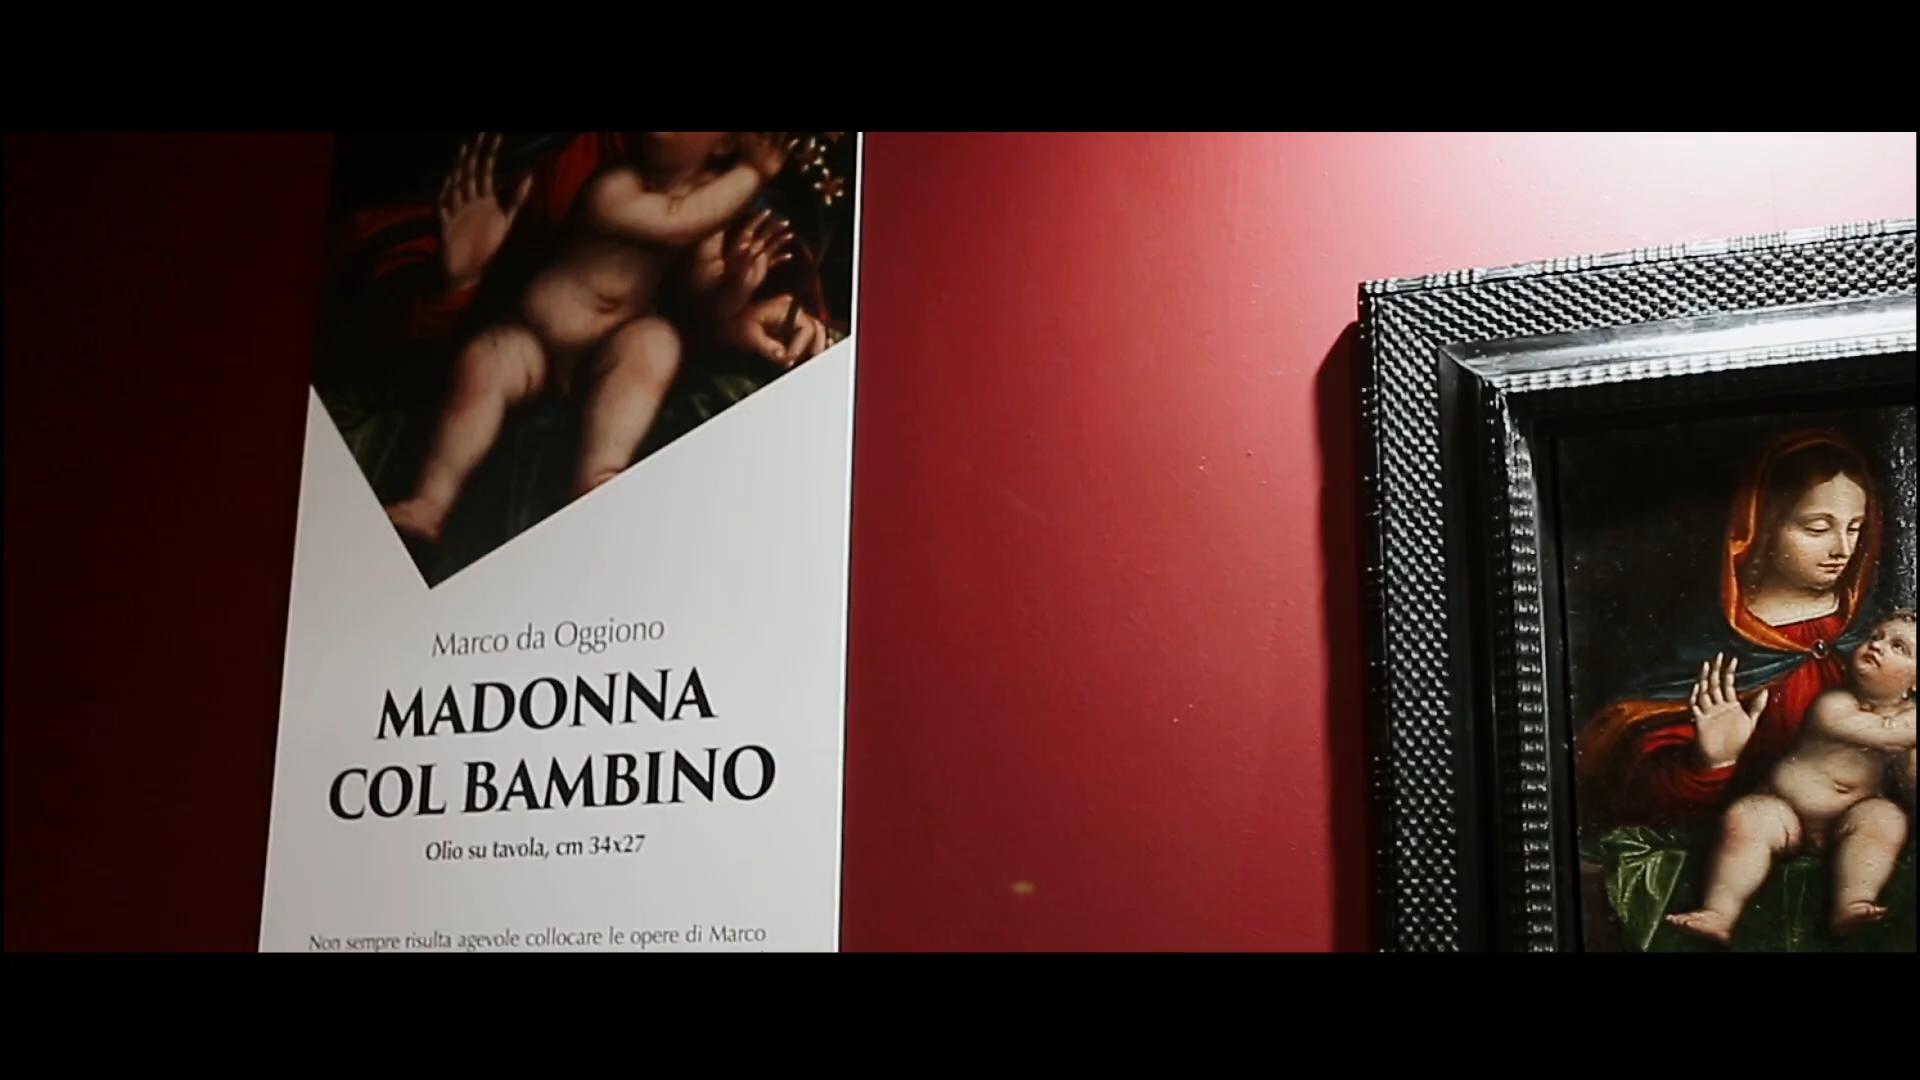 Marco da Oggiono
MADONNA
COL BAMBINO
Olio su tavola, cm 34x27
Non sempre risulta agevole collocare le opere di Marco